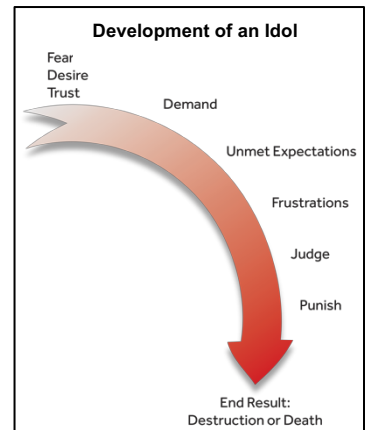 Development of an Idol
Fear
Desire
Trust
Demand
Unmet Expectations
Frustrations
Judge
Punish
End Result:
Destruction or Death